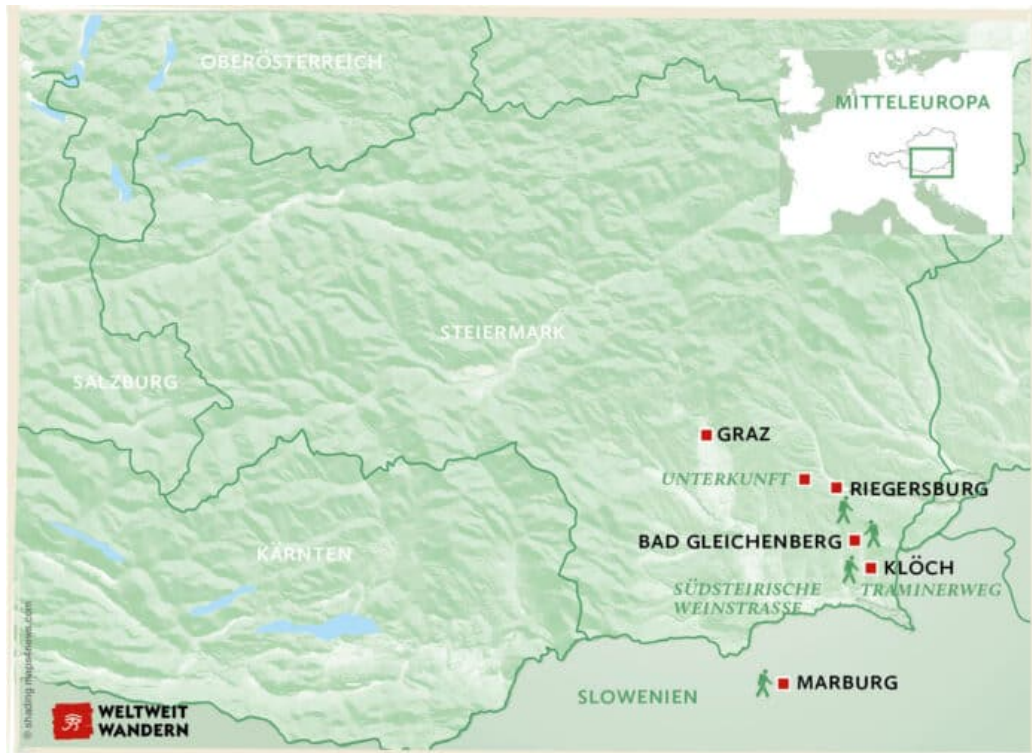 OBERÖSTERREICH
MITTELEUROPA
STEIERMARK
SALZBURG
GRAZ
UNTERKUNFT
RIEGERSBURG
BAD GLEICHENBERG
KÄRNTEN
KLÖCH
SÜDSTEIRISCHE
WEINSTRASSE
TRAMINERWEG
MARBURG
SLOWENIEN
WELTWEIT
WANDERN